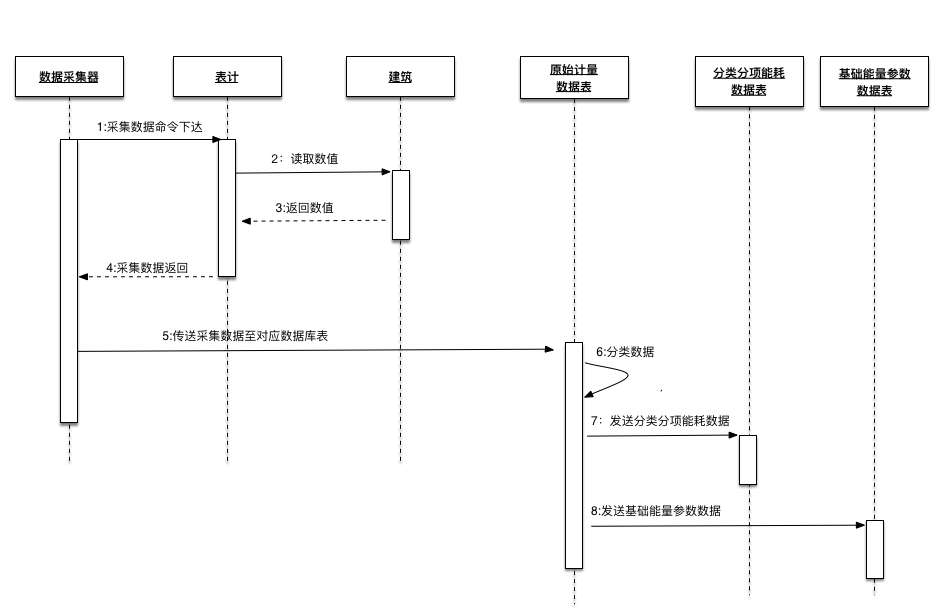 数据采集器
表计
建筑
原始计量
数据表
分类分项能耗
数据表
基础能量参数
数据表
1:采集数据命令下达
2：读取数值
3:返回数值
4:采集数据返回
5:传送采集数据至对应数据库表
6:分类数据
7：发送分类分项能耗数据
8:发送基础能量参数数据